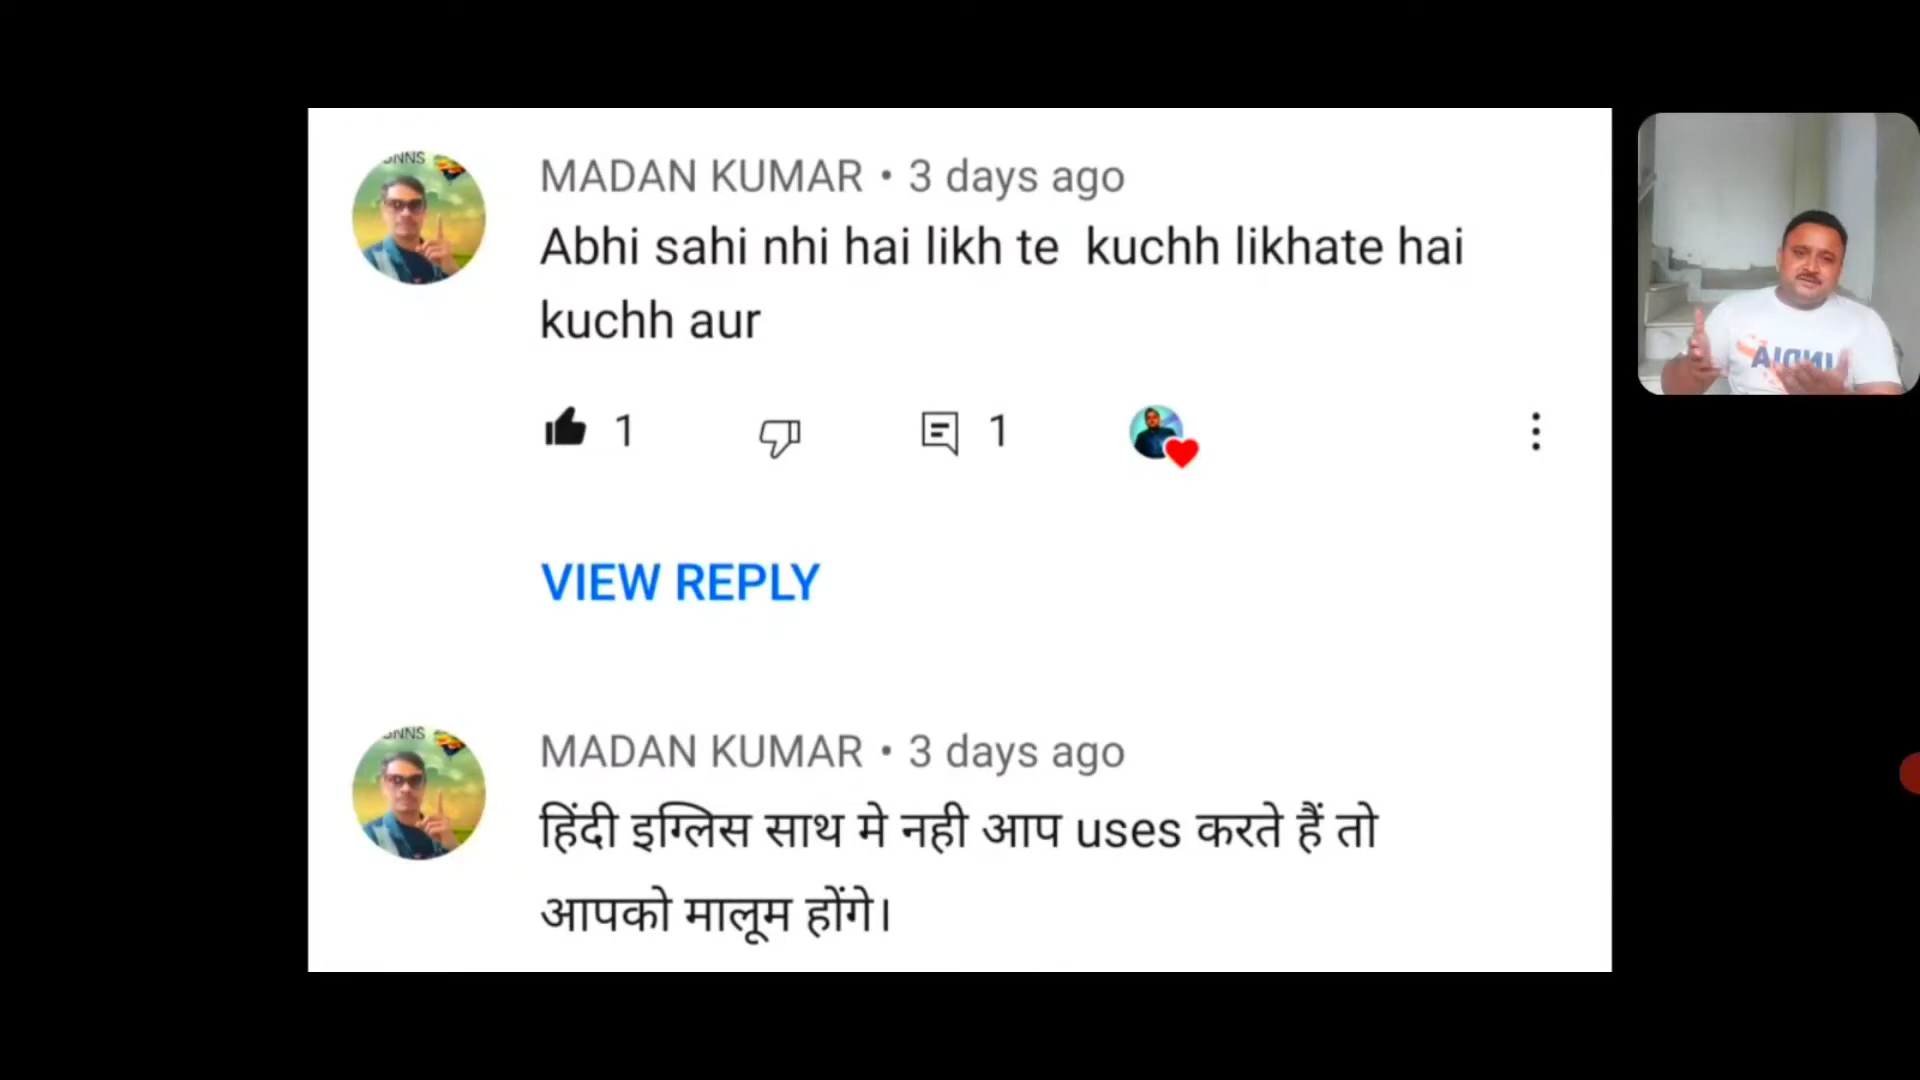 MADAN KUMAR • 3 days ago
Abhi sahi nhi hai likh te kuchh likhate hai
kuchh aur
1
1
VIEW REPLY
MADAN KUMAR • 3 days ago
हिंदी इग्लिस साथ मे नही आप uses करते हैं तो
आपको मालूम होंगे।